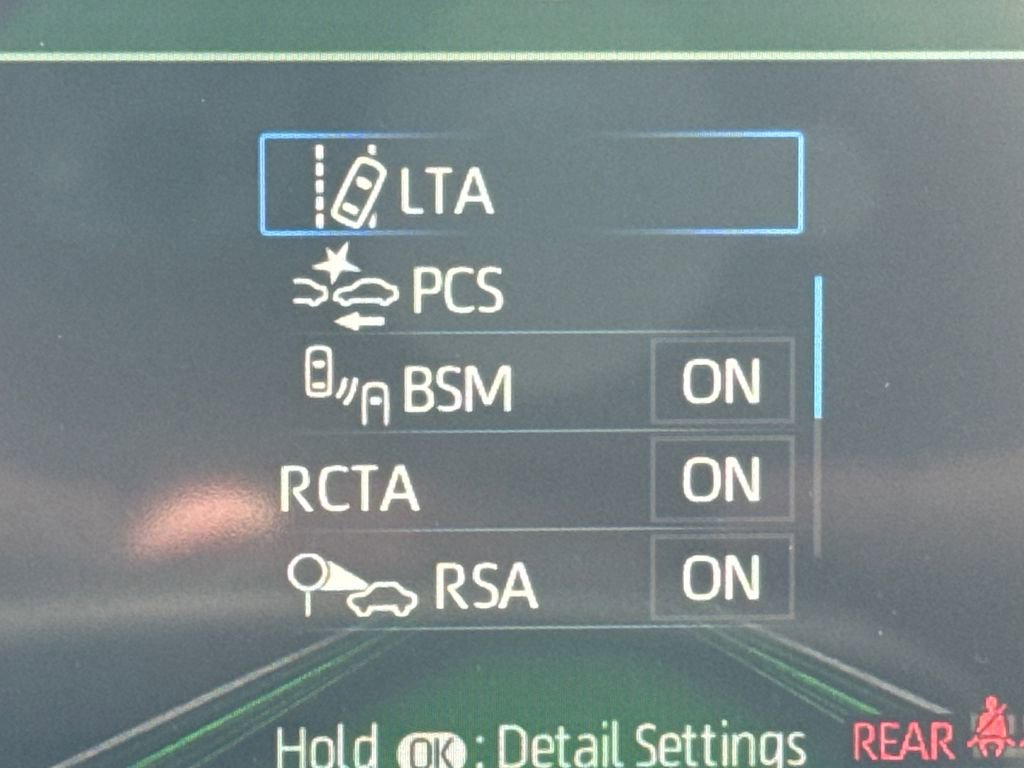 LTA
PCS
BSM ON
RCTA ON
RSA ON
Hold OK : Detail Settings
REAR